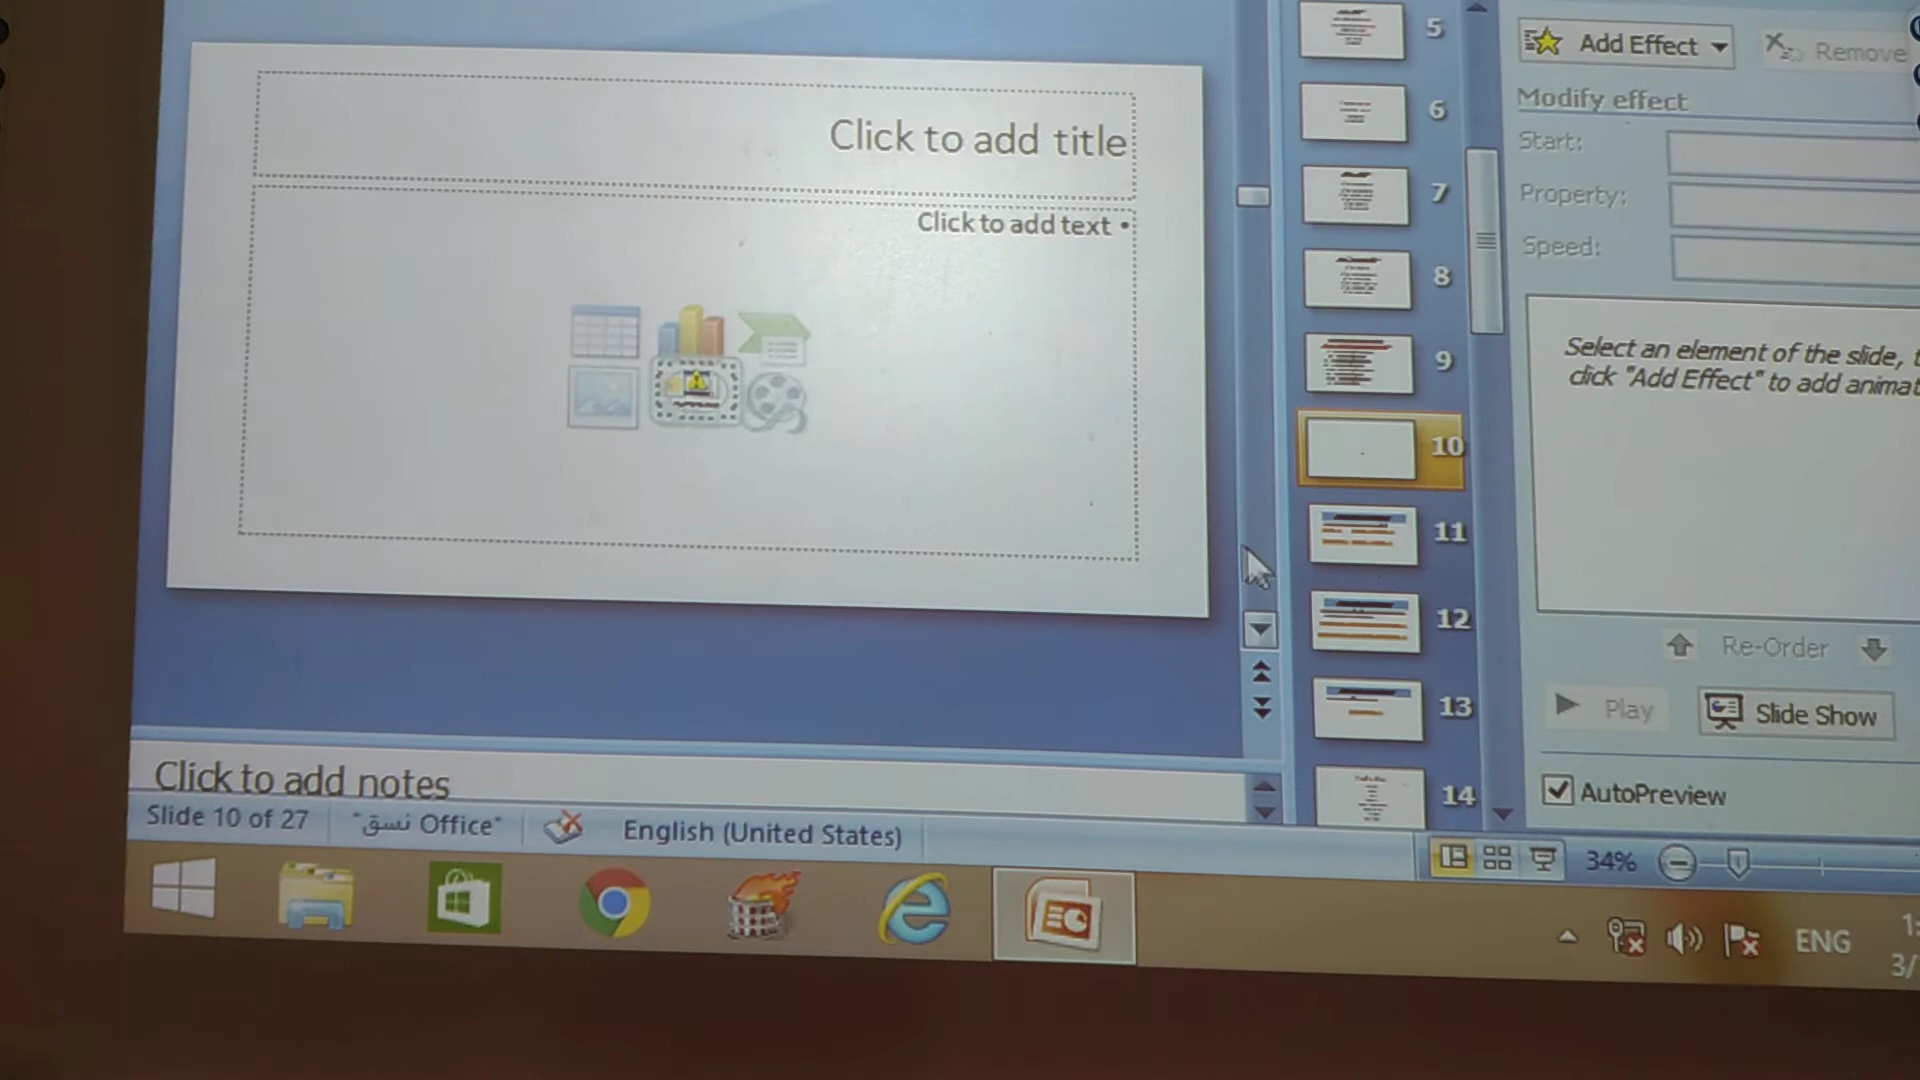 Click to add title
Click to add text •
5
6
7
8
9
10
11
12
13
14
Add Effect
Remove
Modify effect
Start:
Property:
Speed:
Select an element of the slide,
click "Add Effect" to add
Re-Order
Play
Slide Show
AutoPreview
Click to add notes
Slide 10 of 27
"نسق Office"
English (United States)
34%
ENG